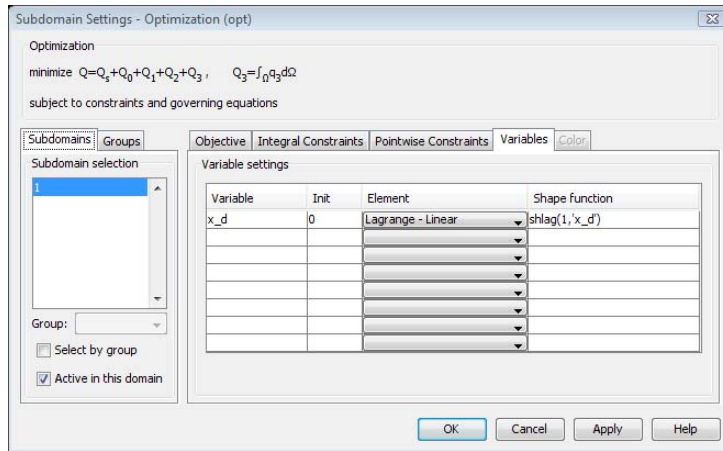 Subdomain Settings - Optimization (opt)
Optimization
minimize Q=Qs+Q0+Q1+Q2+Q3 ,    Q3=∫Ωq3dΩ
subject to constraints and governing equations
Subdomains Groups
Subdomain selection
1
Group:
Select by group
Active in this domain
Objective Integral Constraints Pointwise Constraints Variables Color
Variable settings
Variable Init Element Shape function
x_d 0 Lagrange - Linear shlag(1,'x_d')
OK Cancel Apply Help